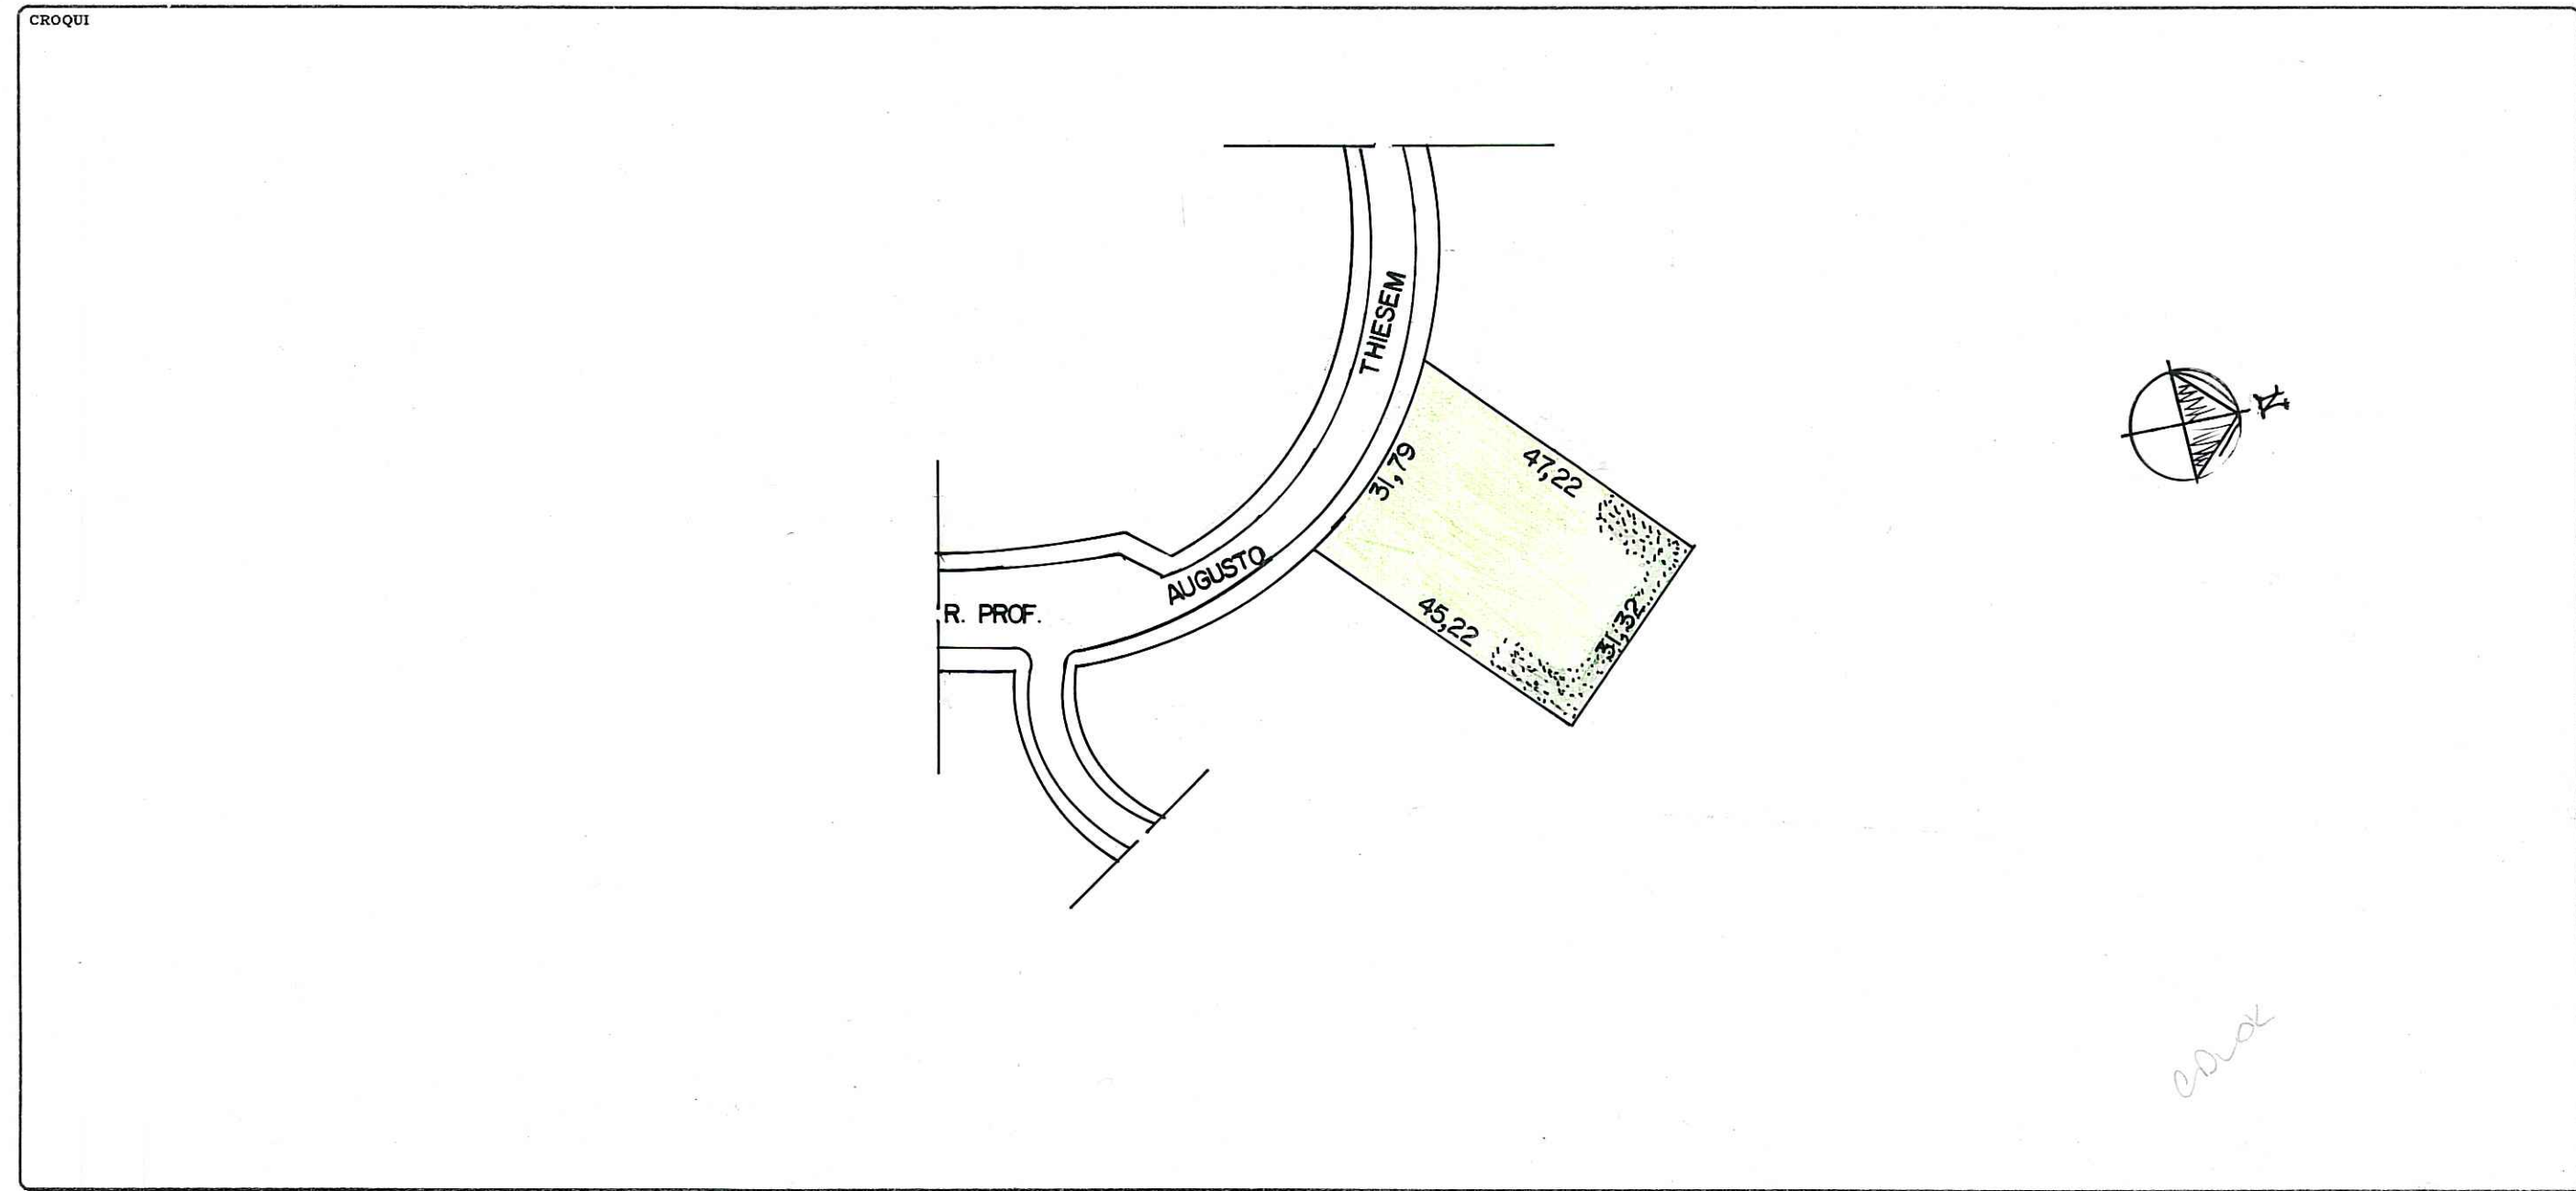 CROQUI
THIESEM
31,79
47,22
N
AUGUSTO
R. PROF.
45,22
31,32